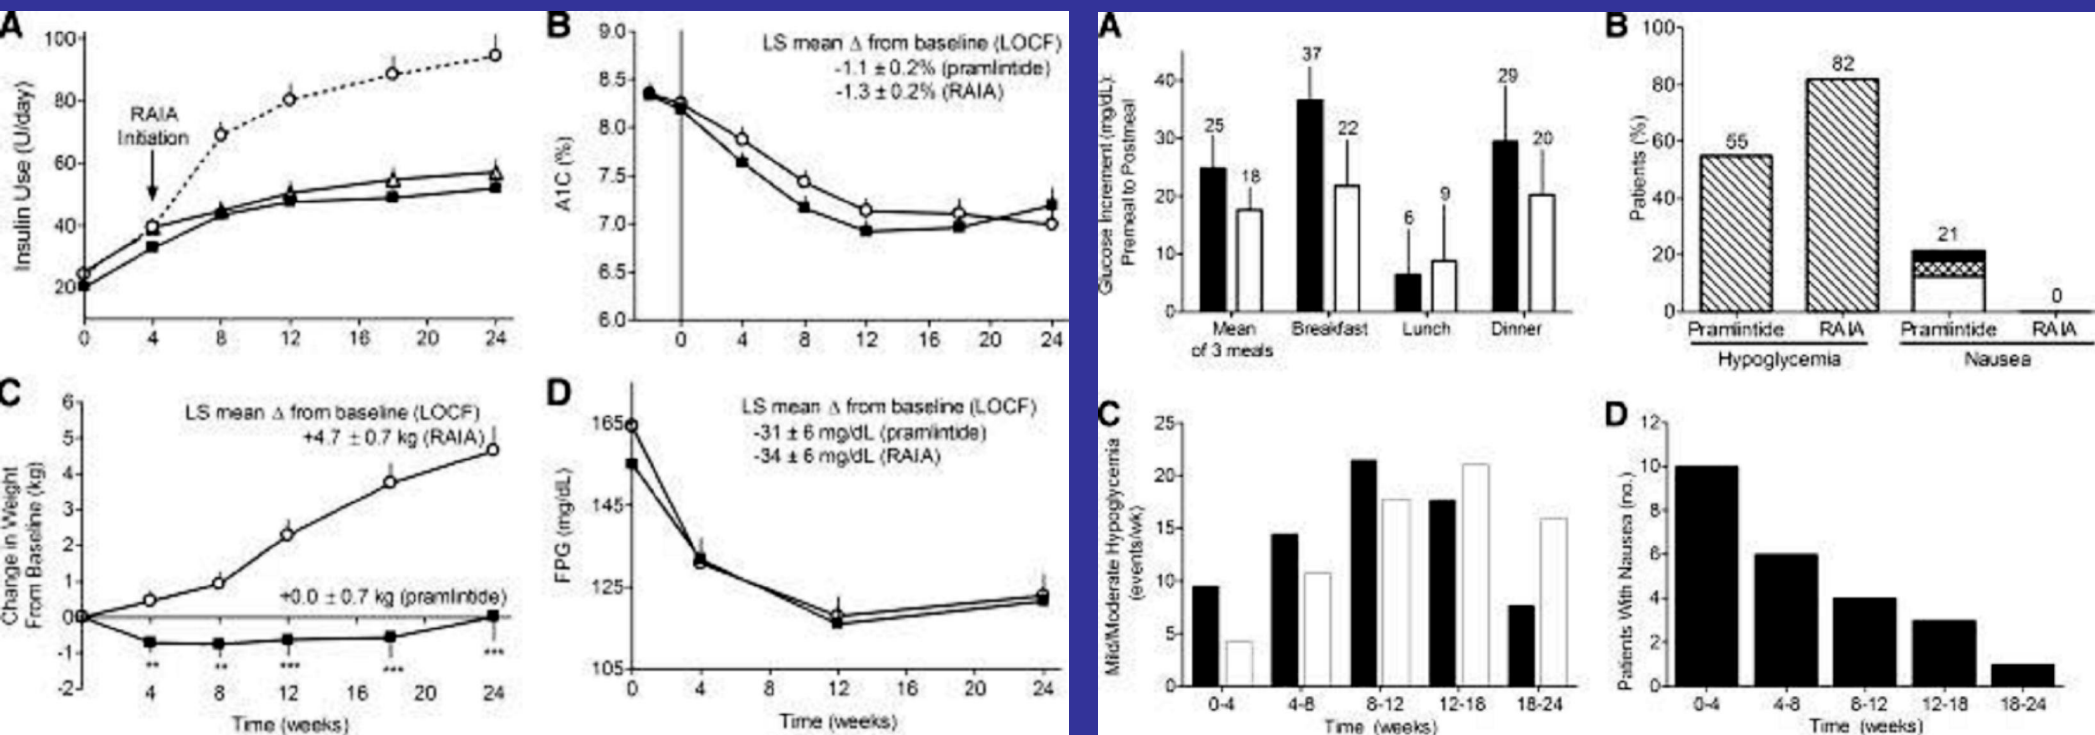 A
Insulin Use (U/day)
100
80
60
40
20
RAIA
Initiation
0 4 8 12 16 20 24
B
A1C (%)
9.0
8.5
8.0
7.5
7.0
6.5
6.0
LS mean Δ from baseline (LOCF)
-1.1 ± 0.2% (pramlintide)
-1.3 ± 0.2% (RAIA)
0 4 8 12 16 20 24
C
Change in Weight
From Baseline (kg)
6
5
4
3
2
1
0
-1
-2
LS mean Δ from baseline (LOCF)
+4.7 ± 0.7 kg (RAIA)
+0.0 ± 0.7 kg (pramlintide)
** ** *** *** ***
4 8 12 16 20 24
Time (weeks)
D
FPG (mg/dL)
165
145
125
105
LS mean Δ from baseline (LOCF)
-31 ± 6 mg/dL (pramlintide)
-34 ± 6 mg/dL (RAIA)
0 4 8 12 16 20 24
Time (weeks)
A
Glucose Increment (mg/dL):
Premeal to Postmeal
40
30
20
10
0
25 18 37 22 6 9 29 20
Mean Breakfast Lunch Dinner
of 3 meals
B
Patients (%)
100
80
60
40
20
0
55 82 21 0
Pramlintide RAIA Pramlintide RAIA
Hypoglycemia Nausea
C
Mild/Moderate Hypoglycemia
(events/wk)
25
20
15
10
5
0
0-4 4-8 8-12 12-18 18-24
Time (weeks)
D
Patients With Nausea (no.)
12
10
8
6
4
2
0
0-4 4-8 8-12 12-18 18-24
Time (weeks)